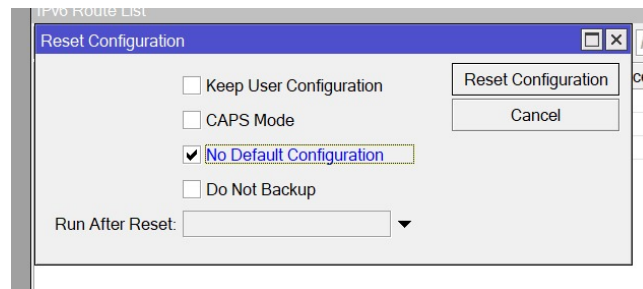 IPv6 Route List
Reset Configuration
Keep User Configuration
Reset Configuration
CAPS Mode
Cancel
No Default Configuration
Do Not Backup
Run After Reset: